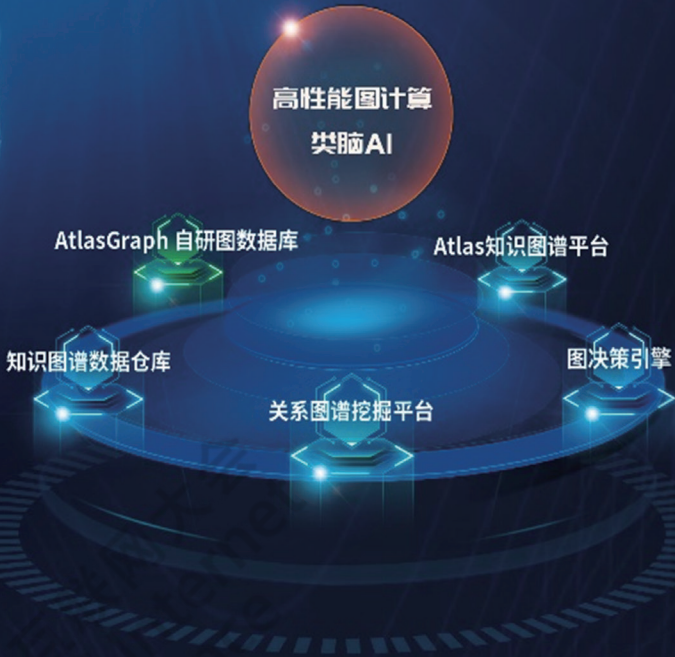 高性能图计算
类脑AI
AtlasGraph 自研图数据库
Atlas知识图谱平台
知识图谱数据仓库
图决策引擎
关系图谱挖掘平台